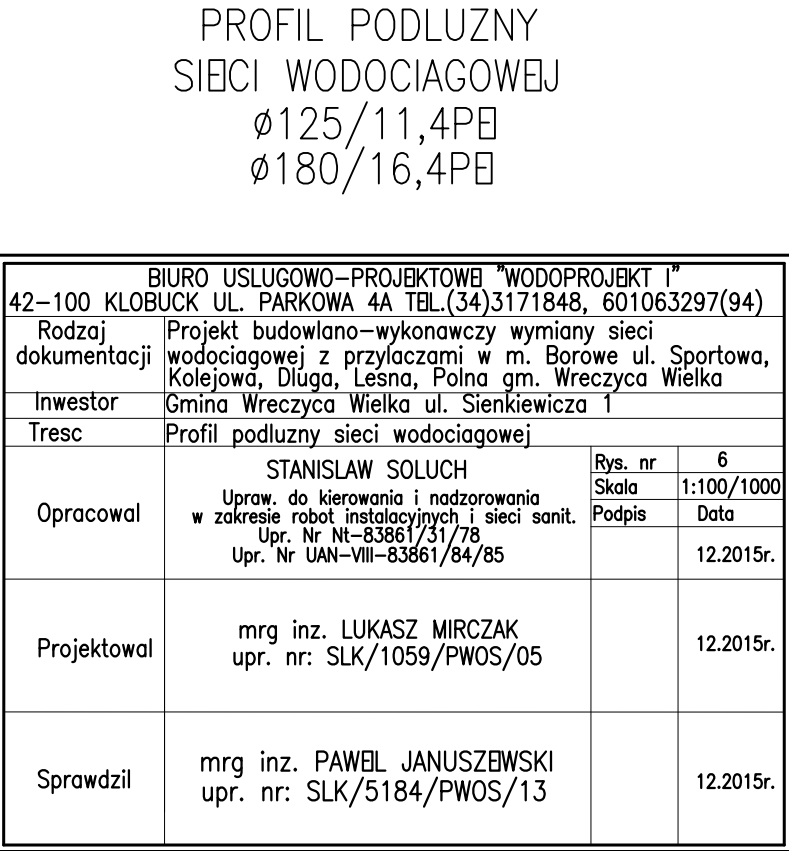 PROFIL PODLUZNY
SIECI WODOCIAGOWEJ
ø125/11,4PE
ø180/16,4PE
BIURO USLUGOWO-PROJEKTOWE "WODOPROJEKT I"
42-100 KLOBUCK UL. PARKOWA 4A TEL.(34)3171848, 601063297(94)
Rodzaj
dokumentacji
Projekt budowlano-wykonawczy wymiany sieci
wodociagowej z przylaczami w m. Borowe ul. Sportowa,
Kolejowa, Dluga, Lesna, Polna gm. Wreczyca Wielka
Inwestor
Gmina Wreczyca Wielka ul. Sienkiewicza 1
Tresc
Profil podluzny sieci wodociagowej
Opracowal
STANISLAW SOLUCH
Upraw. do kierowania i nadzorowania
w zakresie robot instalacyjnych i sieci sanit.
Upr. Nr Nt-83861/31/78
Upr. Nr UAN-VIII-83861/84/85
Rys. nr 6
Skala 1:100/1000
Podpis Data
12.2015r.
Projektowal
mrg inz. LUKASZ MIRCZAK
upr. nr: SLK/1059/PWOS/05
12.2015r.
Sprawdzil
mrg inz. PAWEL JANUSZEWSKI
upr. nr: SLK/5184/PWOS/13
12.2015r.